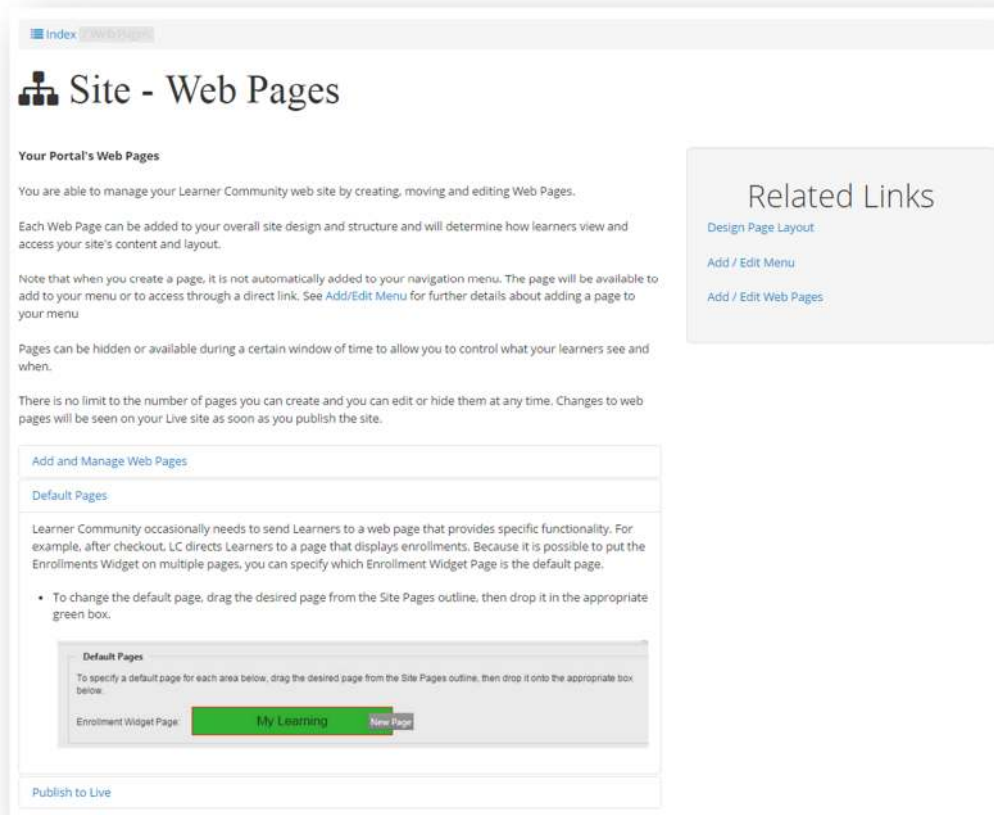 Index / Web Pages
Site - Web Pages
Your Portal's Web Pages
You are able to manage your Learner Community web site by creating, moving and editing Web Pages.
Each Web Page can be added to your overall site design and structure and will determine how learners view and
access your site's content and layout.
Note that when you create a page, it is not automatically added to your navigation menu. The page will be available to
add to your menu or to access through a direct link. See Add/Edit Menu for further details about adding a page to
your menu
Pages can be hidden or available during a certain window of time to allow you to control what your learners see and
when.
There is no limit to the number of pages you can create and you can edit or hide them at any time. Changes to web
pages will be seen on your Live site as soon as you publish the site.
Add and Manage Web Pages
Default Pages
Learner Community occasionally needs to send Learners to a web page that provides specific functionality. For
example, after checkout, LC directs Learners to a page that displays enrollments. Because it is possible to put the
Enrollments Widget on multiple pages, you can specify which Enrollment Widget Page is the default page.
• To change the default page, drag the desired page from the Site Pages outline, then drop it in the appropriate
green box.
Default Pages
To specify a default page for each area below, drag the desired page from the Site Pages outline, then drop it onto the appropriate box
below.
Enrollment Widget Page: My Learning New Page
Publish to Live
Related Links
Design Page Layout
Add / Edit Menu
Add / Edit Web Pages